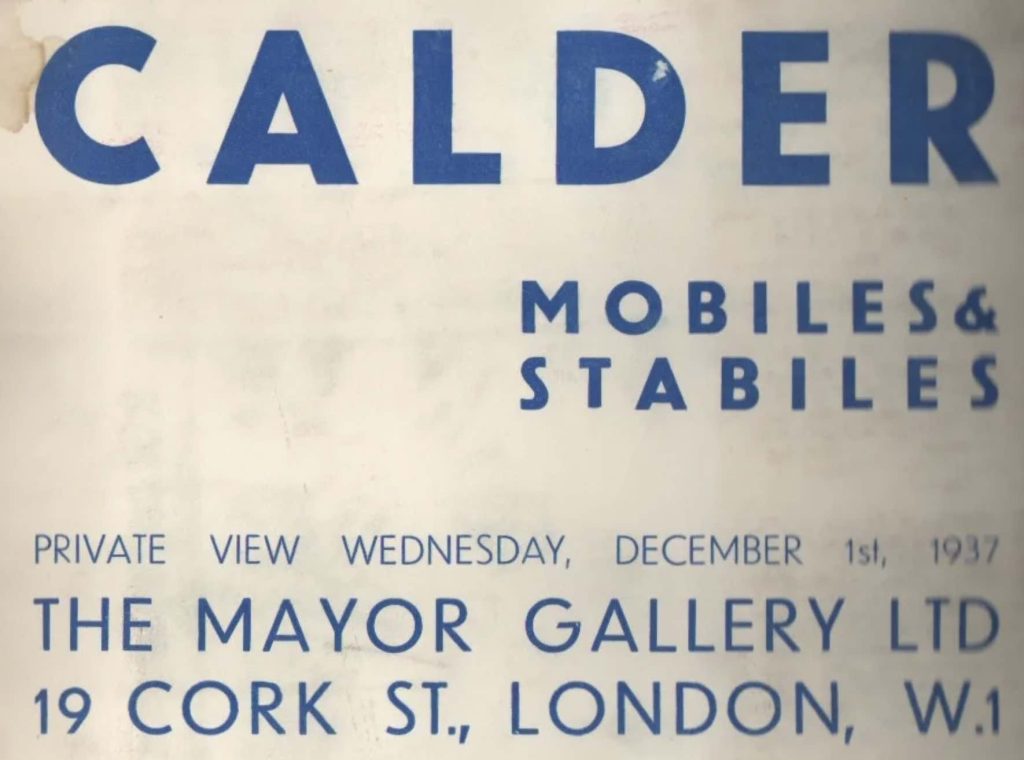 CALDER
MOBILES &
STABILES
PRIVATE VIEW WEDNESDAY, DECEMBER 1st, 1937
THE MAYOR GALLERY LTD
19 CORK ST., LONDON, W.1